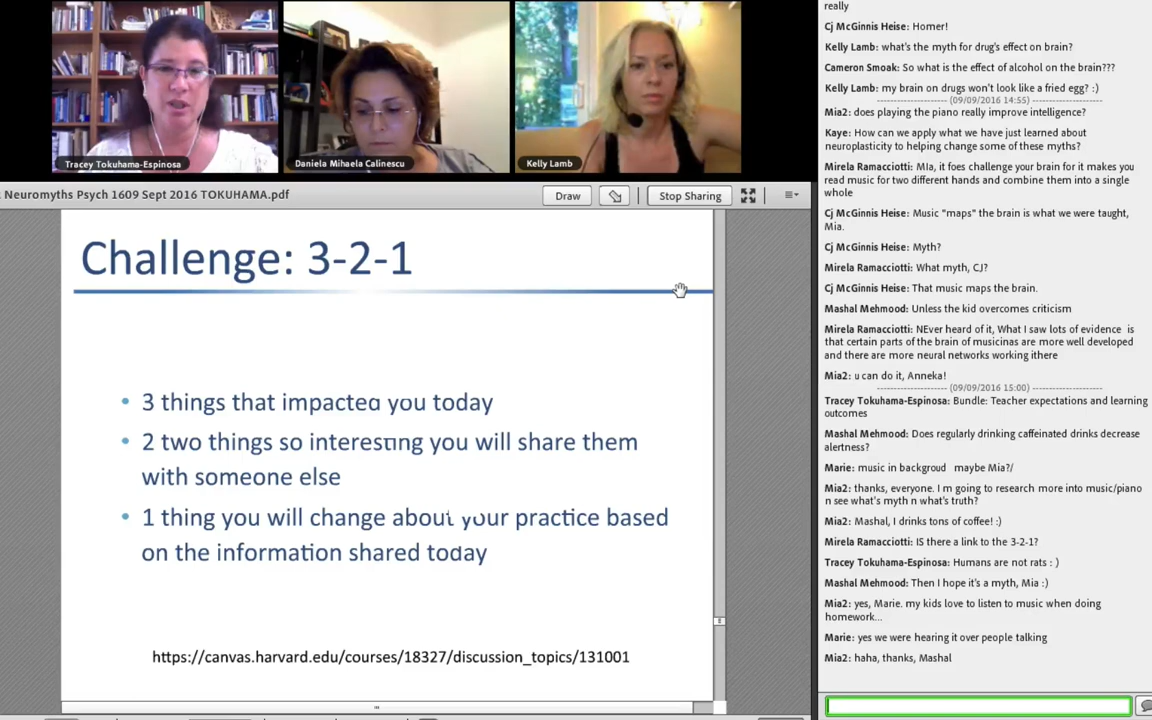 Tracey Tokuhama-Espinosa
Daniela Mihaela Calinescu
Kelly Lamb
Neuromyths Psych 1609 Sept 2016 TOKUHAMA.pdf
Draw
Stop Sharing
Challenge: 3-2-1
• 3 things that impacted you today
• 2 two things so interesting you will share them
with someone else
• 1 thing you will change about your practice based
on the information shared today
https://canvas.harvard.edu/courses/18327/discussion_topics/131001
really
Cj McGinnis Heise: Homer!
Kelly Lamb: what's the myth for drug's effect on brain?
Cameron Smoak: So what is the effect of alcohol on the brain???
Kelly Lamb: my brain on drugs won't look like a fried egg? :)
(09/09/2016 14:55)
Mia2: does playing the piano really improve intelligence?
Kaye: How can we apply what we have just learned about
neuroplasticity to helping change some of these myths?
Mirela Ramacciotti: MIa, it foes challenge your brain for it makes you
read music for two different hands and combine them into a single
whole
Cj McGinnis Heise: Music "maps" the brain is what we were taught,
Mia.
Cj McGinnis Heise: Myth?
Mirela Ramacciotti: What myth, CJ?
Cj McGinnis Heise: That music maps the brain.
Mashal Mehmood: Unless the kid overcomes criticism
Mirela Ramacciotti: NEver heard of it, What I saw lots of evidence is
that certain parts of the brain of musicinas are more well developed
and there are more neural networks working ithere
Mia2: u can do it, Anneka!
(09/09/2016 15:00)
Tracey Tokuhama-Espinosa: Bundle: Teacher expectations and learning
outcomes
Mashal Mehmood: Does regularly drinking caffeinated drinks decrease
alertness?
Marie: music in backgroud maybe Mia?/
Mia2: thanks, everyone. I m going to research more into music/piano
n see what's myth n what's truth?
Mia2: Mashal, I drinks tons of coffee! :)
Mirela Ramacciotti: IS there a link to the 3-2-1?
Tracey Tokuhama-Espinosa: Humans are not rats : )
Mashal Mehmood: Then I hope it's a myth, Mia :)
Mia2: yes, Marie. my kids love to listen to music when doing
homework...
Marie: yes we were hearing it over people talking
Mia2: haha, thanks, Mashal